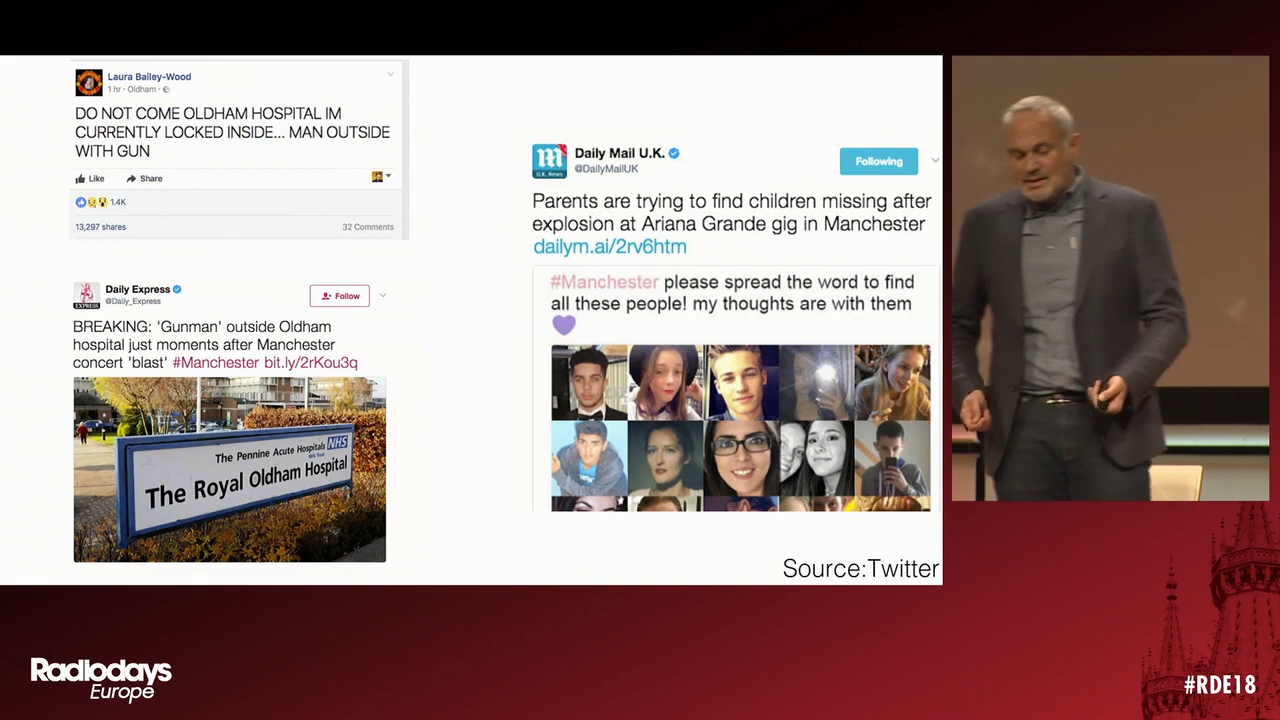 Laura Bailey-Wood
1 hr · Oldham ·
DO NOT COME OLDHAM HOSPITAL IM
CURRENTLY LOCKED INSIDE... MAN OUTSIDE
WITH GUN
Like Share
1.4K
13,297 shares 32 Comments
Daily Express
@Daily_Express
Follow
BREAKING: 'Gunman' outside Oldham
hospital just moments after Manchester
concert 'blast' #Manchester bit.ly/2rKou3q
The Pennine Acute Hospitals NHS
The Royal Oldham Hospital
Daily Mail U.K.
@DailyMailUK
Following
Parents are trying to find children missing after
explosion at Ariana Grande gig in Manchester
dailym.ai/2rv6htm
#Manchester please spread the word to find
all these people! my thoughts are with them
Source:Twitter
Radiodays
Europe
#RDE18